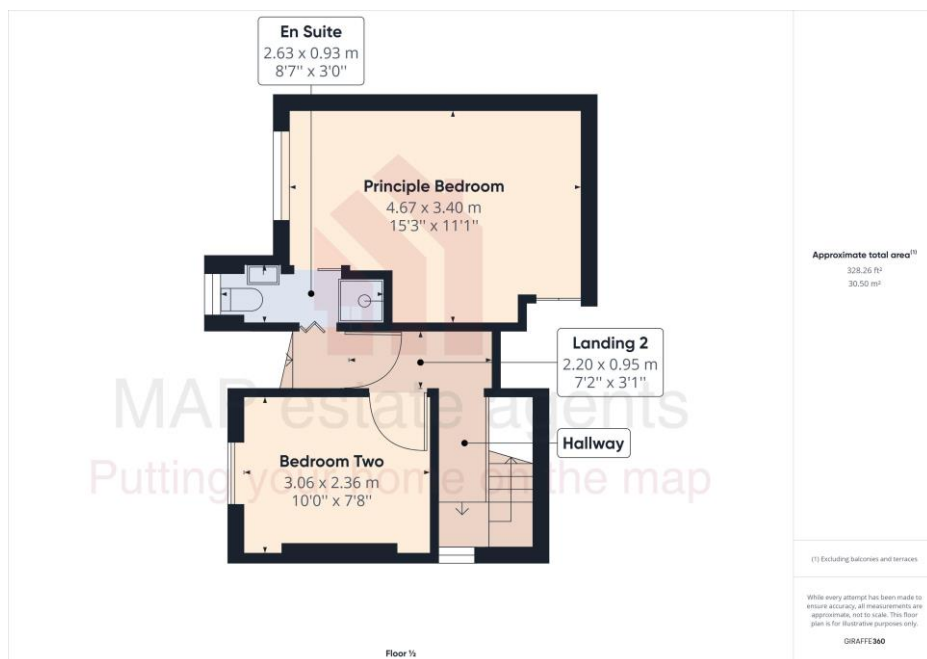 En Suite
2.63 x 0.93 m
8'7'' x 3'0''
Principle Bedroom
4.67 x 3.40 m
15'3'' x 11'1''
Landing 2
2.20 x 0.95 m
7'2'' x 3'1''
Hallway
Bedroom Two
3.06 x 2.36 m
10'0'' x 7'8''
MAP estate agents
Putting your home on the map
Floor ½
Approximate total area⁽¹⁾
328.26 ft²
30.50 m²
(1) Excluding balconies and terraces
While every attempt has been made to
ensure accuracy, all measurements are
approximate, not to scale. This floor
plan is for illustrative purposes only.
GIRAFFE360